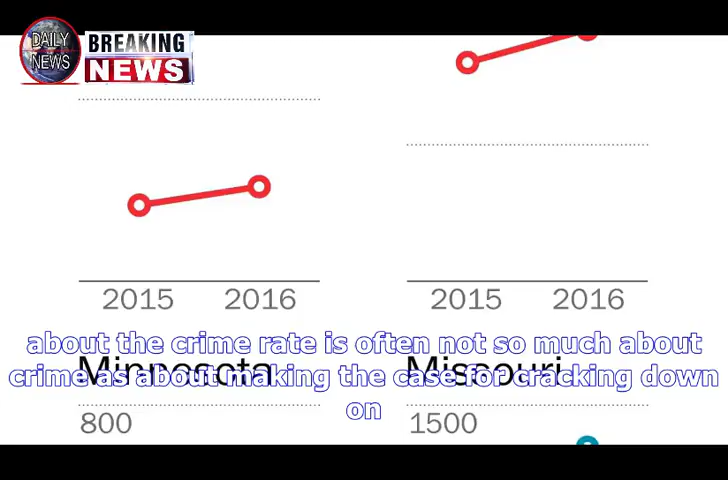 DAILY
NEWS
BREAKING
NEWS
2015 2016
2015 2016
about the crime rate is often not so much about
Minnesota
Missouri
crime as about making the case for cracking down
on
800
1500